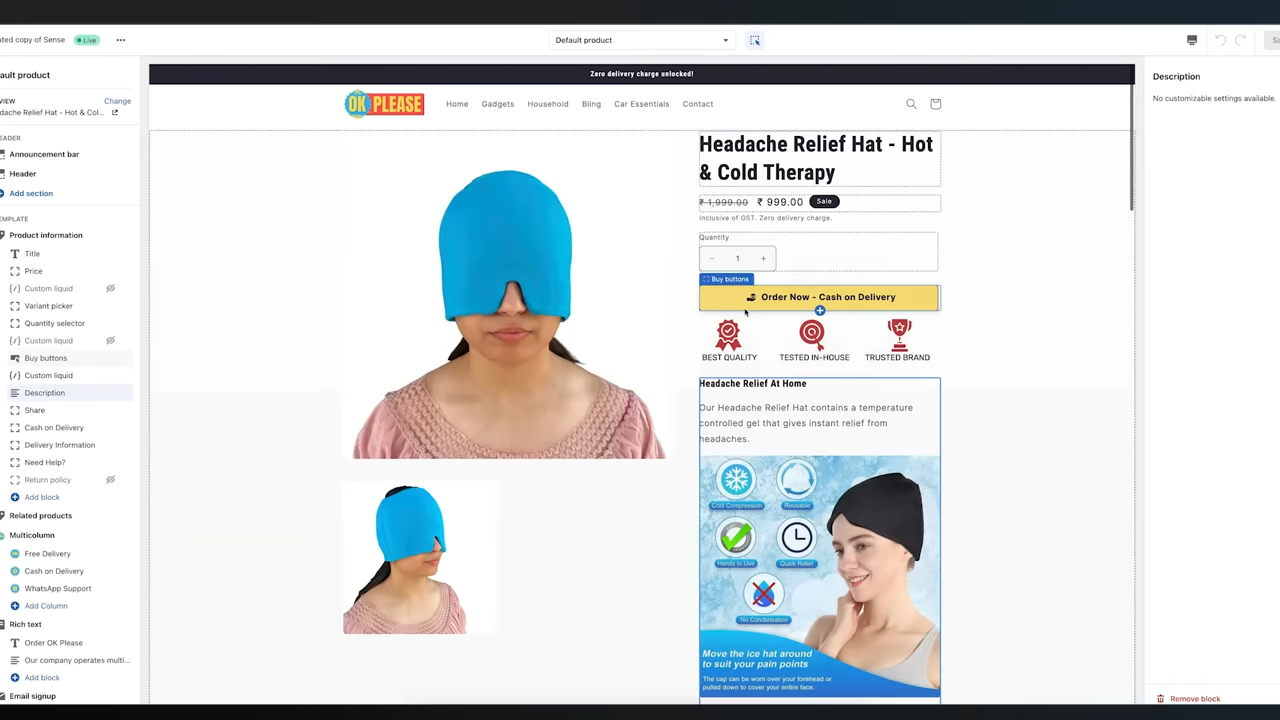 ated copy of Sense
Live
Default product
Sa
ault product
VIEW
Change
dache Relief Hat - Hot & Col...
EADER
Announcement bar
Header
Add section
TEMPLATE
Product information
Title
Price
Custom liquid
Variant picker
Quantity selector
Custom liquid
Buy buttons
Custom liquid
Description
Share
Cash on Delivery
Delivery Information
Need Help?
Return policy
Add block
Related products
Multicolumn
Free Delivery
Cash on Delivery
WhatsApp Support
Add Column
Rich text
Order OK Please
Our company operates multi...
Add block
Email signup
Zero delivery charge unlocked!
OK PLEASE
Home
Gadgets
Household
Bling
Car Essentials
Contact
Headache Relief Hat - Hot
& Cold Therapy
₹ 1,999.00 ₹ 999.00 Sale
Inclusive of GST. Zero delivery charge.
Quantity
− 1 +
Buy buttons
Order Now - Cash on Delivery
BEST QUALITY
TESTED IN-HOUSE
TRUSTED BRAND
Headache Relief At Home
Our Headache Relief Hat contains a temperature
controlled gel that gives instant relief from
headaches.
Cold Compression
Reusable
Handy to Use
Quick Relief
No Condensation
Move the ice hat around
to suit your pain points
The cap can be worn over your forehead or
pulled down to cover your entire face.
Description
No customizable settings available.
Remove block